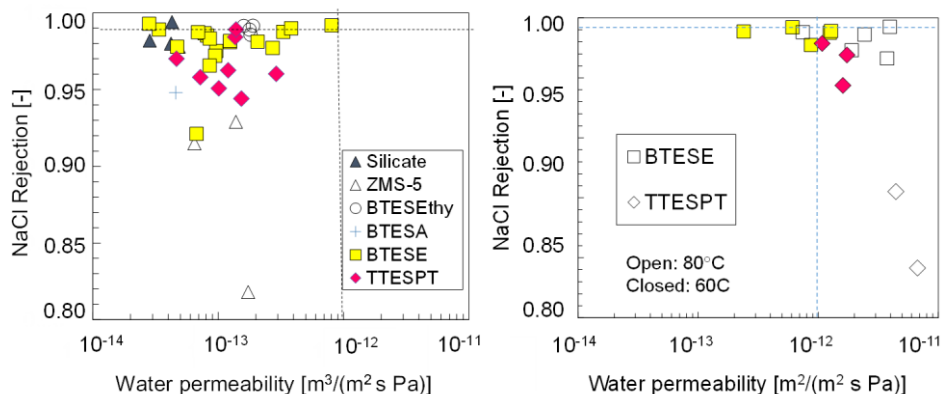 NaCl Rejection [-]
1.00
0.95
0.90
0.85
0.80
10-14
10-13
10-12
10-11
Water permeability [m3/(m2 s Pa)]
Silicate
ZMS-5
BTESEthy
BTESA
BTESE
TTESPT
NaCl Rejection [-]
1.00
0.95
0.90
0.85
0.80
10-14
10-13
10-12
10-11
Water permeability [m2/(m2 s Pa)]
BTESE
TTESPT
Open: 80°C
Closed: 60C